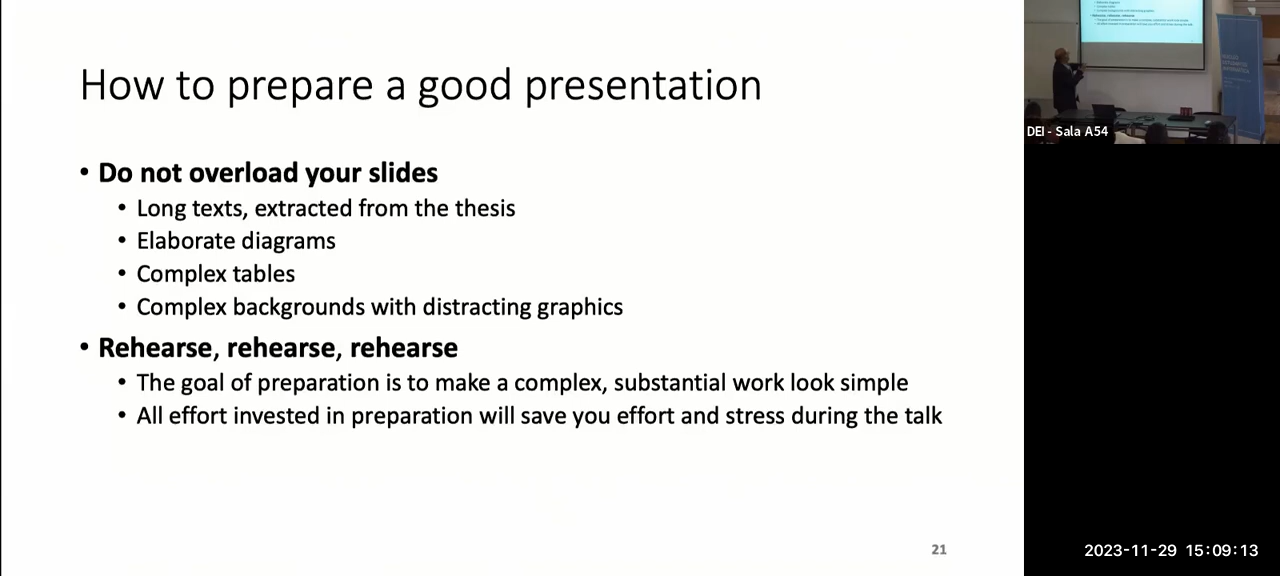 How to prepare a good presentation
• Do not overload your slides
• Long texts, extracted from the thesis
• Elaborate diagrams
• Complex tables
• Complex backgrounds with distracting graphics
• Rehearse, rehearse, rehearse
• The goal of preparation is to make a complex, substantial work look simple
• All effort invested in preparation will save you effort and stress during the talk
21
DEI - Sala A54
2023-11-29 15:09:13